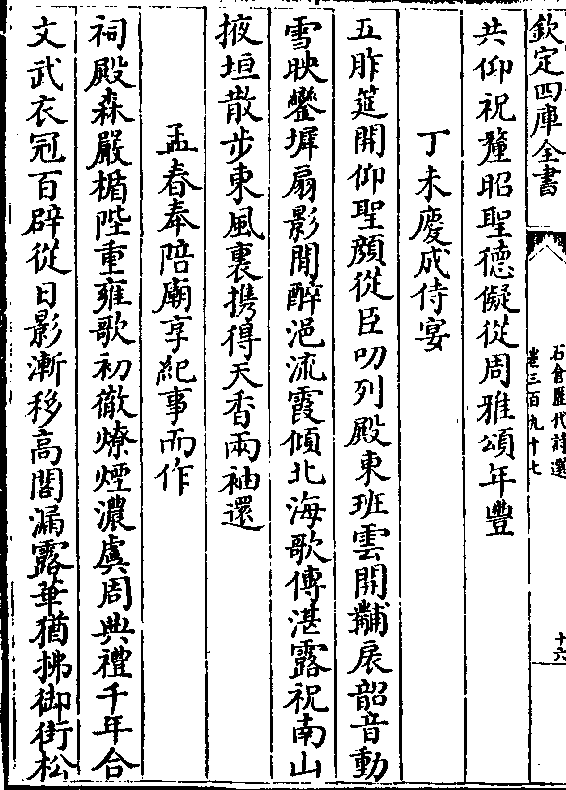 欽定四庫全書
石倉歷代詩選
卷三百九十七
十六
共仰祝釐昭聖德儗從周雅頌年豐
丁未慶成侍宴
五胙筵開仰聖顔從臣叨列殿東班雲開黼扆韶音動
雪映鑾墀扇影閒醉浥流霞傾北海歌傳湛露祝南山
掖垣散步東風裏携得天香兩袖還
孟春奉陪廟享紀事而作
祠殿森嚴楯陛重雍歌初徹燎煙濃虞周典禮千年合
文武衣冠百辟從日影漸移高閣漏露華猶拂御街松